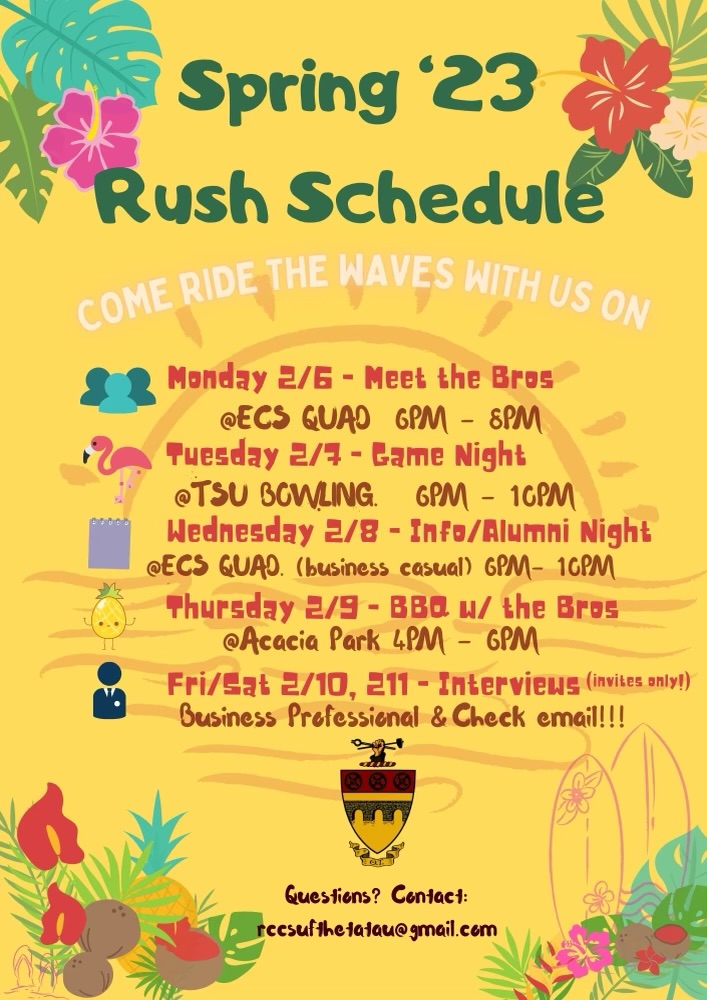 Spring ‘23
Rush Schedule
COME RIDE THE WAVES WITH US ON
Monday 2/6 - Meet the Bros
@ECS QUAD 6PM - 8PM
Tuesday 2/7 - Game Night
@TSU BOWLING. 6PM - 10PM
Wednesday 2/8 - Info/Alumni Night
@ECS QUAD. (business casual) 6PM- 10PM
Thursday 2/9 - BBQ w/ the Bros
@Acacia Park 4PM - 6PM
Fri/Sat 2/10, 211 - Interviews (invites only!)
Business Professional & Check email!!!
Questions? Contact:
rccsufthetatau@gmail.com